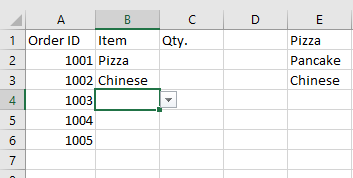 A B C D E
1 Order ID Item Qty. Pizza
2 1001 Pizza Pancake
3 1002 Chinese Chinese
4 1003
5 1004
6 1005
7